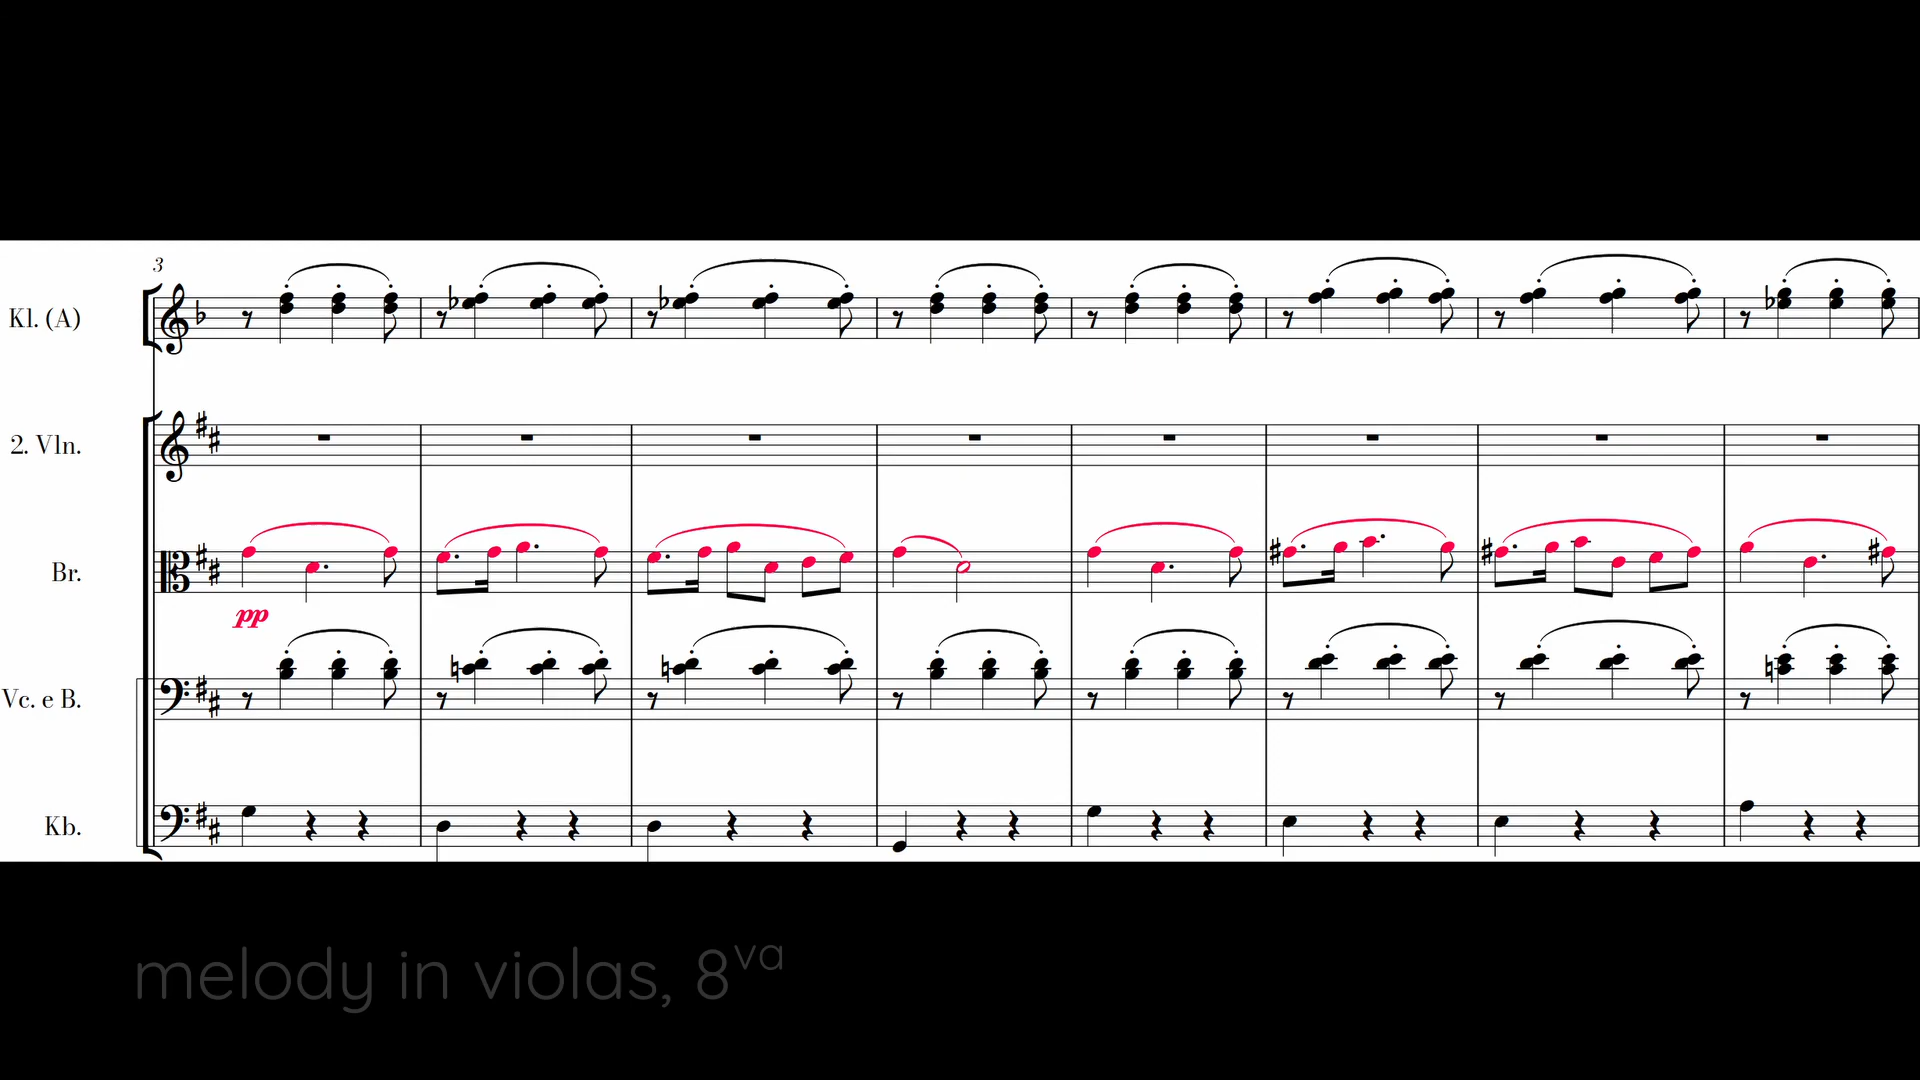 3
Kl. (A)
2. Vln.
Br.
pp
Vc. e B.
Kb.
melody in violas, 8va